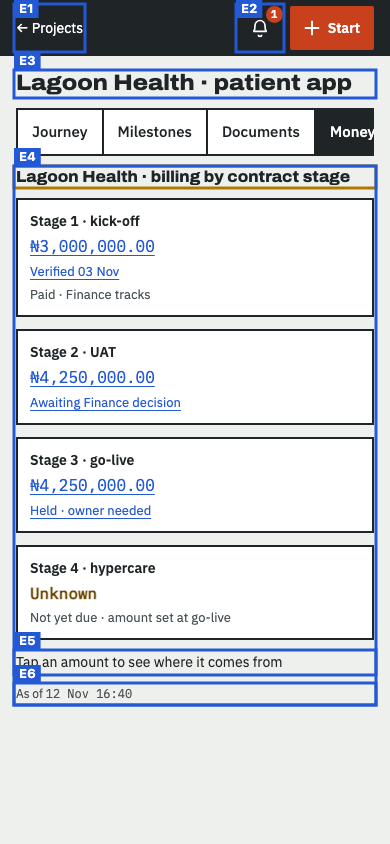 E1
E2
← Projects
1
+ Start
E3
Lagoon Health · patient app
Journey
Milestones
Documents
Money
E4
Lagoon Health · billing by contract stage
Stage 1 · kick-off
₦3,000,000.00
Verified 03 Nov
Paid · Finance tracks
Stage 2 · UAT
₦4,250,000.00
Awaiting Finance decision
Stage 3 · go-live
₦4,250,000.00
Held · owner needed
Stage 4 · hypercare
Unknown
Not yet due · amount set at go-live
E5
Tap an amount to see where it comes from
E6
As of 12 Nov 16:40